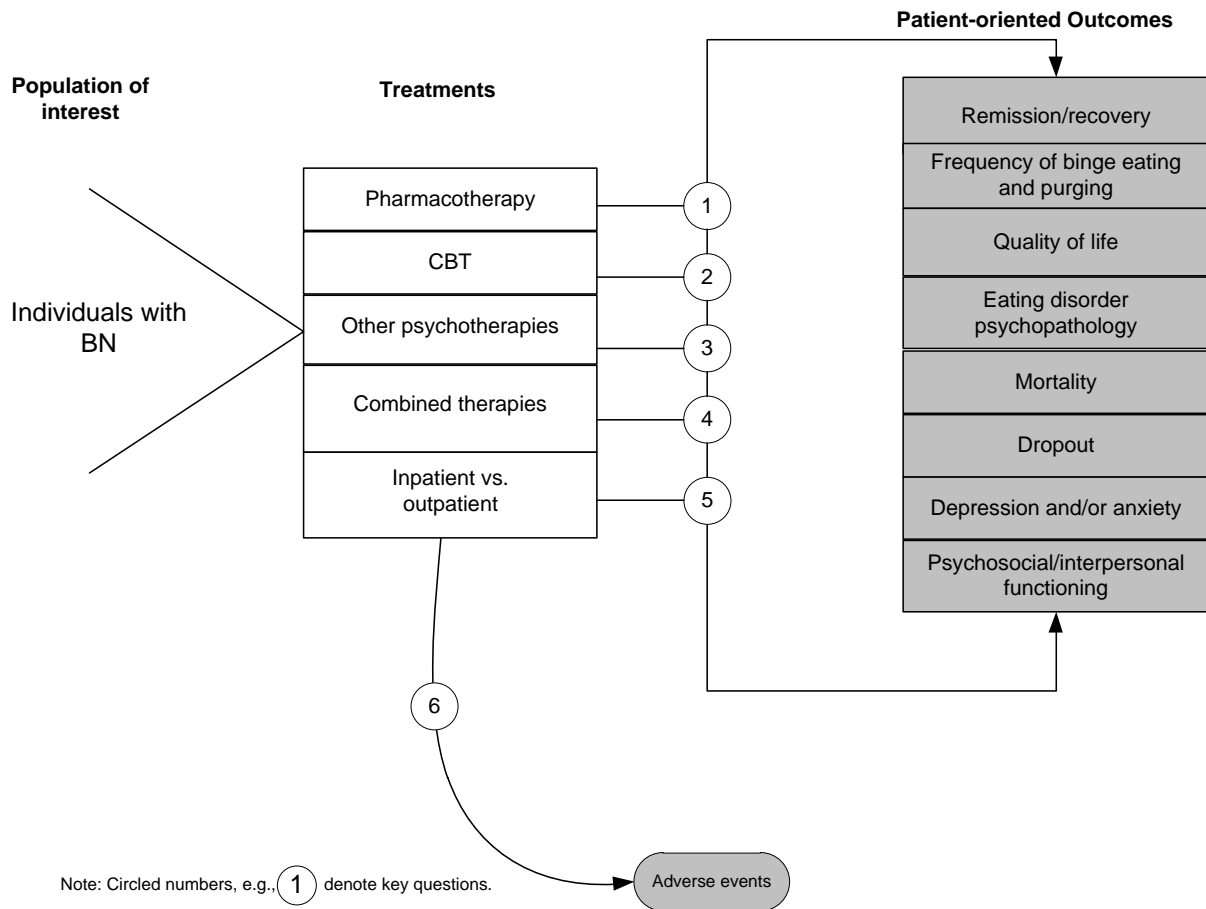 Patient-oriented Outcomes
Population of
interest
Treatments
Individuals with
BN
Pharmacotherapy
CBT
Other psychotherapies
Combined therapies
Inpatient vs.
outpatient
1
2
3
4
5
6
Remission/recovery
Frequency of binge eating
and purging
Quality of life
Eating disorder
psychopathology
Mortality
Dropout
Depression and/or anxiety
Psychosocial/interpersonal
functioning
Adverse events
Note: Circled numbers, e.g., 1 denote key questions.